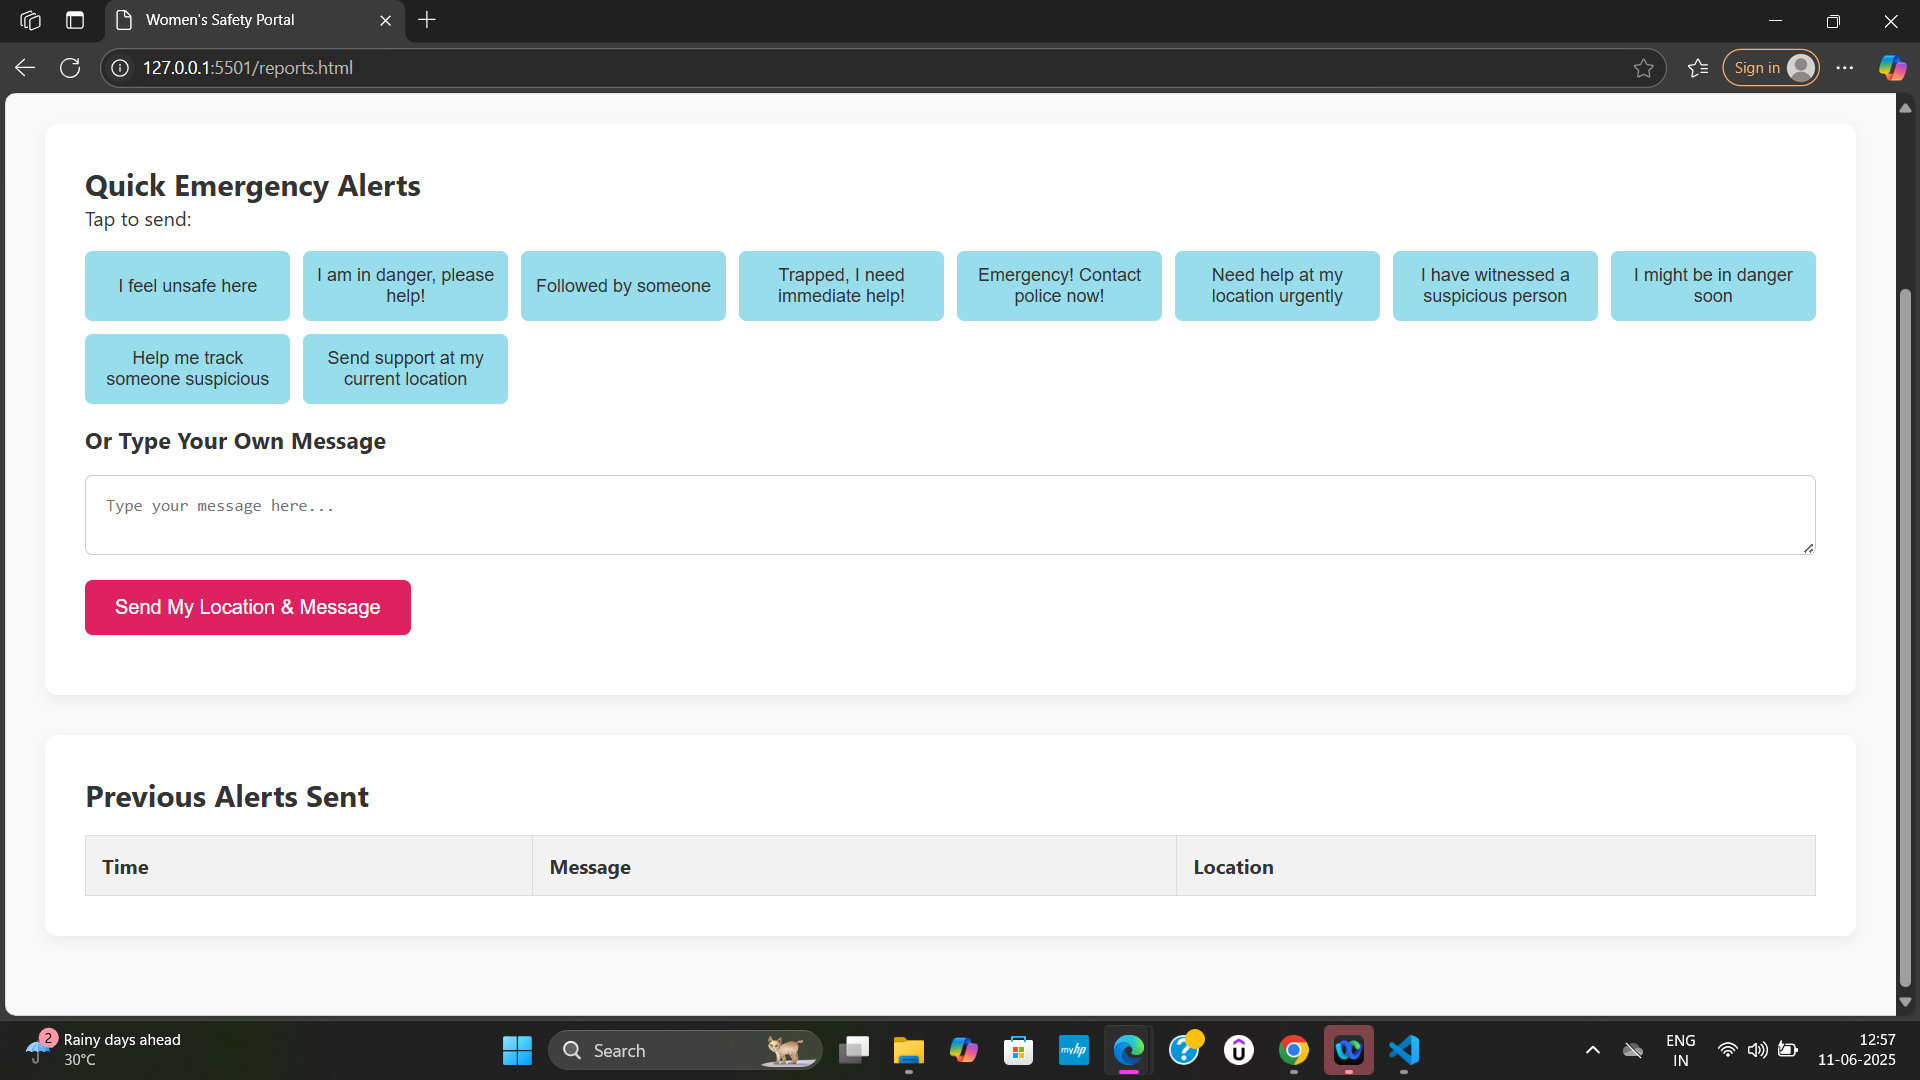 Women's Safety Portal
127.0.0.1:5501/reports.html
Sign in
Quick Emergency Alerts
Tap to send:
I feel unsafe here
I am in danger, please
help!
Followed by someone
Trapped, I need
immediate help!
Emergency! Contact
police now!
Need help at my
location urgently
I have witnessed a
suspicious person
I might be in danger
soon
Help me track
someone suspicious
Send support at my
current location
Or Type Your Own Message
Type your message here...
Send My Location & Message
Previous Alerts Sent
Time Message Location
2
Rainy days ahead
30°C
Search
myhp
ENG
IN
12:57
11-06-2025